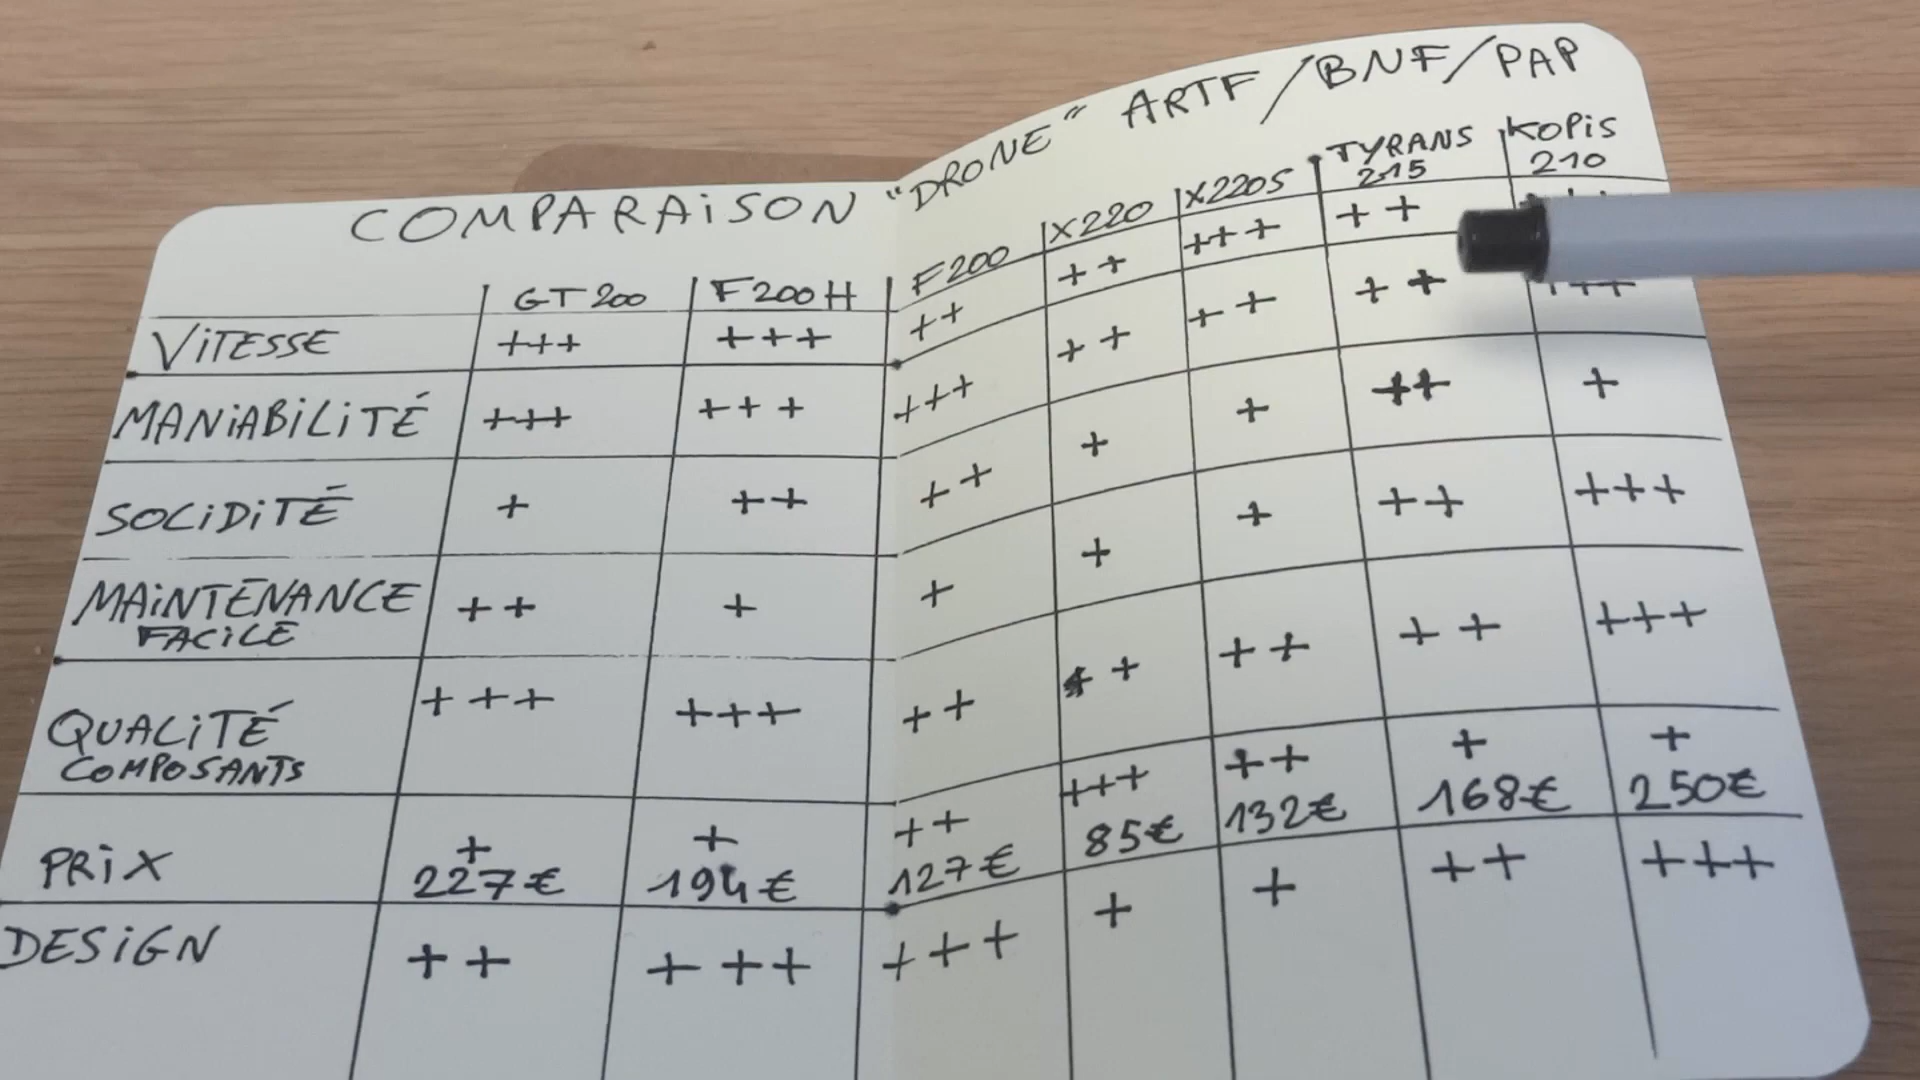 COMPARAiSON "DRONE" ARTF/BNF/PAP
GT200 F200H F200 X220 X220S TYRANS 215 KOPiS 210
ViTESSE +++ +++ ++ ++ +++ ++
MANiABiLiTÉ +++ +++ +++ ++ ++ ++ +++
SOLiDiTÉ + ++ ++ + + ++ +
MAiNTENANCE FACiLE ++ + + + + ++ +++
QUALiTÉ COMPOSANTS +++ +++ ++ ++ ++ ++ +++
PRiX + 227€ + 194€ ++ 127€ +++ 85€ ++ 132€ + 168€ + 250€
DESiGN ++ +++ +++ + + ++ +++